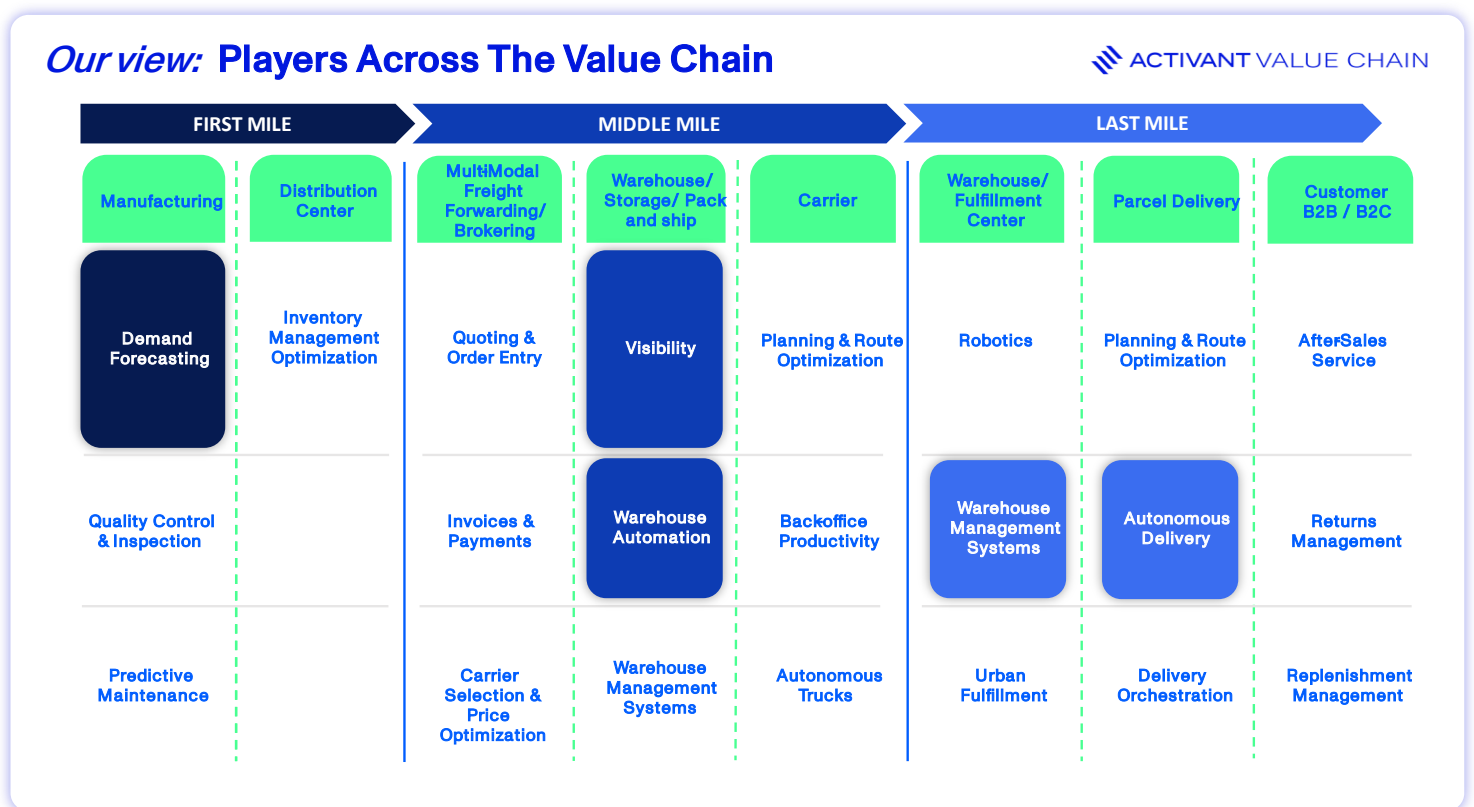 Our view: Players Across The Value Chain
ACTIVANT VALUE CHAIN
FIRST MILE
MIDDLE MILE
LAST MILE
Manufacturing
Distribution
Center
Multi-Modal
Freight
Forwarding/
Brokering
Warehouse/
Storage/ Pack
and ship
Carrier
Warehouse/
Fulfillment
Center
Parcel Delivery
Customer
B2B / B2C
Demand
Forecasting
Inventory
Management
Optimization
Quoting &
Order Entry
Visibility
Planning & Route
Optimization
Robotics
Planning & Route
Optimization
After-Sales
Service
Quality Control
& Inspection
Invoices &
Payments
Warehouse
Automation
Back-office
Productivity
Warehouse
Management
Systems
Autonomous
Delivery
Returns
Management
Predictive
Maintenance
Carrier
Selection &
Price
Optimization
Warehouse
Management
Systems
Autonomous
Trucks
Urban
Fulfillment
Delivery
Orchestration
Replenishment
Management